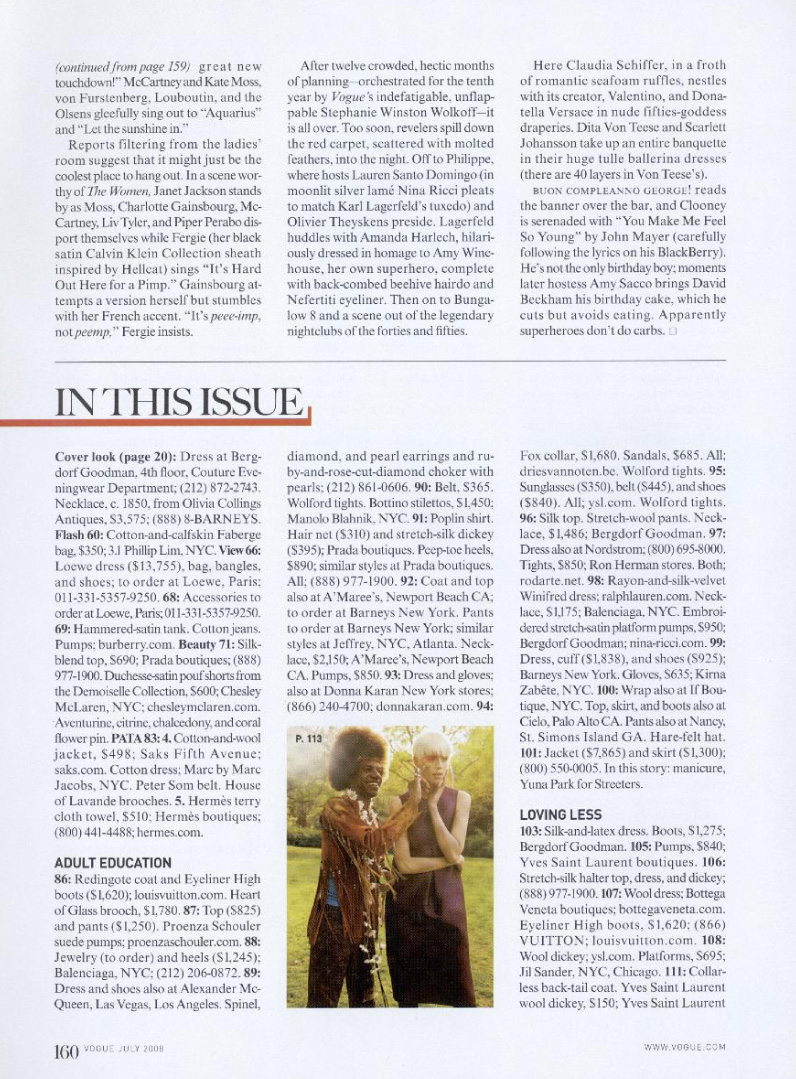 (continued from page 159) great new
touchdown!” McCartney and Kate Moss,
von Furstenberg, Louboutin, and the
Olsens gleefully sing out to “Aquarius”
and “Let the sunshine in.”
Reports filtering from the ladies’
room suggest that it might just be the
coolest place to hang out. In a scene wor-
thy of The Women, Janet Jackson stands
by as Moss, Charlotte Gainsbourg, Mc-
Cartney, Liv Tyler, and Piper Perabo dis-
port themselves while Fergie (her black
satin Calvin Klein Collection sheath
inspired by Hellcat) sings “It’s Hard
Out Here for a Pimp.” Gainsbourg at-
tempts a version herself but stumbles
with her French accent. “It’s peee-imp,
not peemp,” Fergie insists.
After twelve crowded, hectic months
of planning—orchestrated for the tenth
year by Vogue’s indefatigable, unflap-
pable Stephanie Winston Wolkoff—it
is all over. Too soon, revelers spill down
the red carpet, scattered with molted
feathers, into the night. Off to Philippe,
where hosts Lauren Santo Domingo (in
moonlit silver lamé Nina Ricci pleats
to match Karl Lagerfeld’s tuxedo) and
Olivier Theyskens preside. Lagerfeld
huddles with Amanda Harlech, hilari-
ously dressed in homage to Amy Wine-
house, her own superhero, complete
with back-combed beehive hairdo and
Nefertiti eyeliner. Then on to Bunga-
low 8 and a scene out of the legendary
nightclubs of the forties and fifties.
Here Claudia Schiffer, in a froth
of romantic seafoam ruffles, nestles
with its creator, Valentino, and Dona-
tella Versace in nude fifties-goddess
draperies. Dita Von Teese and Scarlett
Johansson take up an entire banquette
in their huge tulle ballerina dresses
(there are 40 layers in Von Teese’s).
BUON COMPLEANNO GEORGE! reads
the banner over the bar, and Clooney
is serenaded with “You Make Me Feel
So Young” by John Mayer (carefully
following the lyrics on his BlackBerry).
He’s not the only birthday boy; moments
later hostess Amy Sacco brings David
Beckham his birthday cake, which he
cuts but avoids eating. Apparently
superheroes don’t do carbs. □
IN THIS ISSUE
Cover look (page 20): Dress at Berg-
dorf Goodman, 4th floor, Couture Eve-
ningwear Department; (212) 872-2743.
Necklace, c. 1850, from Olivia Collings
Antiques, $3,575; (888) 8-BARNEYS.
Flash 60: Cotton-and-calfskin Faberge
bag, $350; 3.1 Phillip Lim, NYC. View 66:
Loewe dress ($13,755), bag, bangles,
and shoes; to order at Loewe, Paris;
011-331-5357-9250. 68: Accessories to
order at Loewe, Paris; 011-331-5357-9250.
69: Hammered-satin tank. Cotton jeans.
Pumps; burberry.com. Beauty 71: Silk-
blend top, $690; Prada boutiques; (888)
977-1900. Duchesse-satin pouf shorts from
the Demoiselle Collection, $600; Chesley
McLaren, NYC; chesleymclaren.com.
Aventurine, citrine, chalcedony, and coral
flower pin. PATA 83: 4. Cotton-and-wool
jacket, $498; Saks Fifth Avenue;
saks.com. Cotton dress; Marc by Marc
Jacobs, NYC. Peter Som belt. House
of Lavande brooches. 5. Hermès terry
cloth towel, $510; Hermès boutiques;
(800) 441-4488; hermes.com.
ADULT EDUCATION
86: Redingote coat and Eyeliner High
boots ($1,620); louisvuitton.com. Heart
of Glass brooch, $1,780. 87: Top ($825)
and pants ($1,250). Proenza Schouler
suede pumps; proenzaschouler.com. 88:
Jewelry (to order) and heels ($1,245);
Balenciaga, NYC; (212) 206-0872. 89:
Dress and shoes also at Alexander Mc-
Queen, Las Vegas, Los Angeles. Spinel,
diamond, and pearl earrings and ru-
by-and-rose-cut-diamond choker with
pearls; (212) 861-0606. 90: Belt, $365.
Wolford tights. Bottino stilettos, $1,450;
Manolo Blahnik, NYC. 91: Poplin shirt.
Hair net ($310) and stretch-silk dickey
($395); Prada boutiques. Peep-toe heels,
$890; similar styles at Prada boutiques.
All; (888) 977-1900. 92: Coat and top
also at A’Maree’s, Newport Beach CA;
to order at Barneys New York. Pants
to order at Barneys New York; similar
styles at Jeffrey, NYC, Atlanta. Neck-
lace, $2,150; A’Maree’s, Newport Beach
CA. Pumps, $850. 93: Dress and gloves;
also at Donna Karan New York stores;
(866) 240-4700; donnakaran.com. 94:
P. 113
Fox collar, $1,680. Sandals, $685. All;
driesvannoten.be. Wolford tights. 95:
Sunglasses ($350), belt ($445), and shoes
($840). All; ysl.com. Wolford tights.
96: Silk top. Stretch-wool pants. Neck-
lace, $1,486; Bergdorf Goodman. 97:
Dress also at Nordstrom; (800) 695-8000.
Tights, $850; Ron Herman stores. Both;
rodarte.net. 98: Rayon-and-silk-velvet
Winifred dress; ralphlauren.com. Neck-
lace, $1,175; Balenciaga, NYC. Embroi-
dered stretch-satin platform pumps, $950;
Bergdorf Goodman; nina-ricci.com. 99:
Dress, cuff ($1,838), and shoes ($925);
Barneys New York. Gloves, $635; Kirna
Zabête, NYC. 100: Wrap also at If Bou-
tique, NYC. Top, skirt, and boots also at
Cielo, Palo Alto CA. Pants also at Nancy,
St. Simons Island GA. Hare-felt hat.
101: Jacket ($7,865) and skirt ($1,300);
(800) 550-0005. In this story: manicure,
Yuna Park for Streeters.
LOVING LESS
103: Silk-and-latex dress. Boots, $1,275;
Bergdorf Goodman. 105: Pumps, $840;
Yves Saint Laurent boutiques. 106:
Stretch-silk halter top, dress, and dickey;
(888) 977-1900. 107: Wool dress; Bottega
Veneta boutiques; bottegaveneta.com.
Eyeliner High boots, $1,620; (866)
VUITTON; louisvuitton.com. 108:
Wool dickey; ysl.com. Platforms, $695;
Jil Sander, NYC, Chicago. 111: Collar-
less back-tail coat. Yves Saint Laurent
wool dickey, $150; Yves Saint Laurent
160 VOGUE JULY 2008
WWW.VOGUE.COM